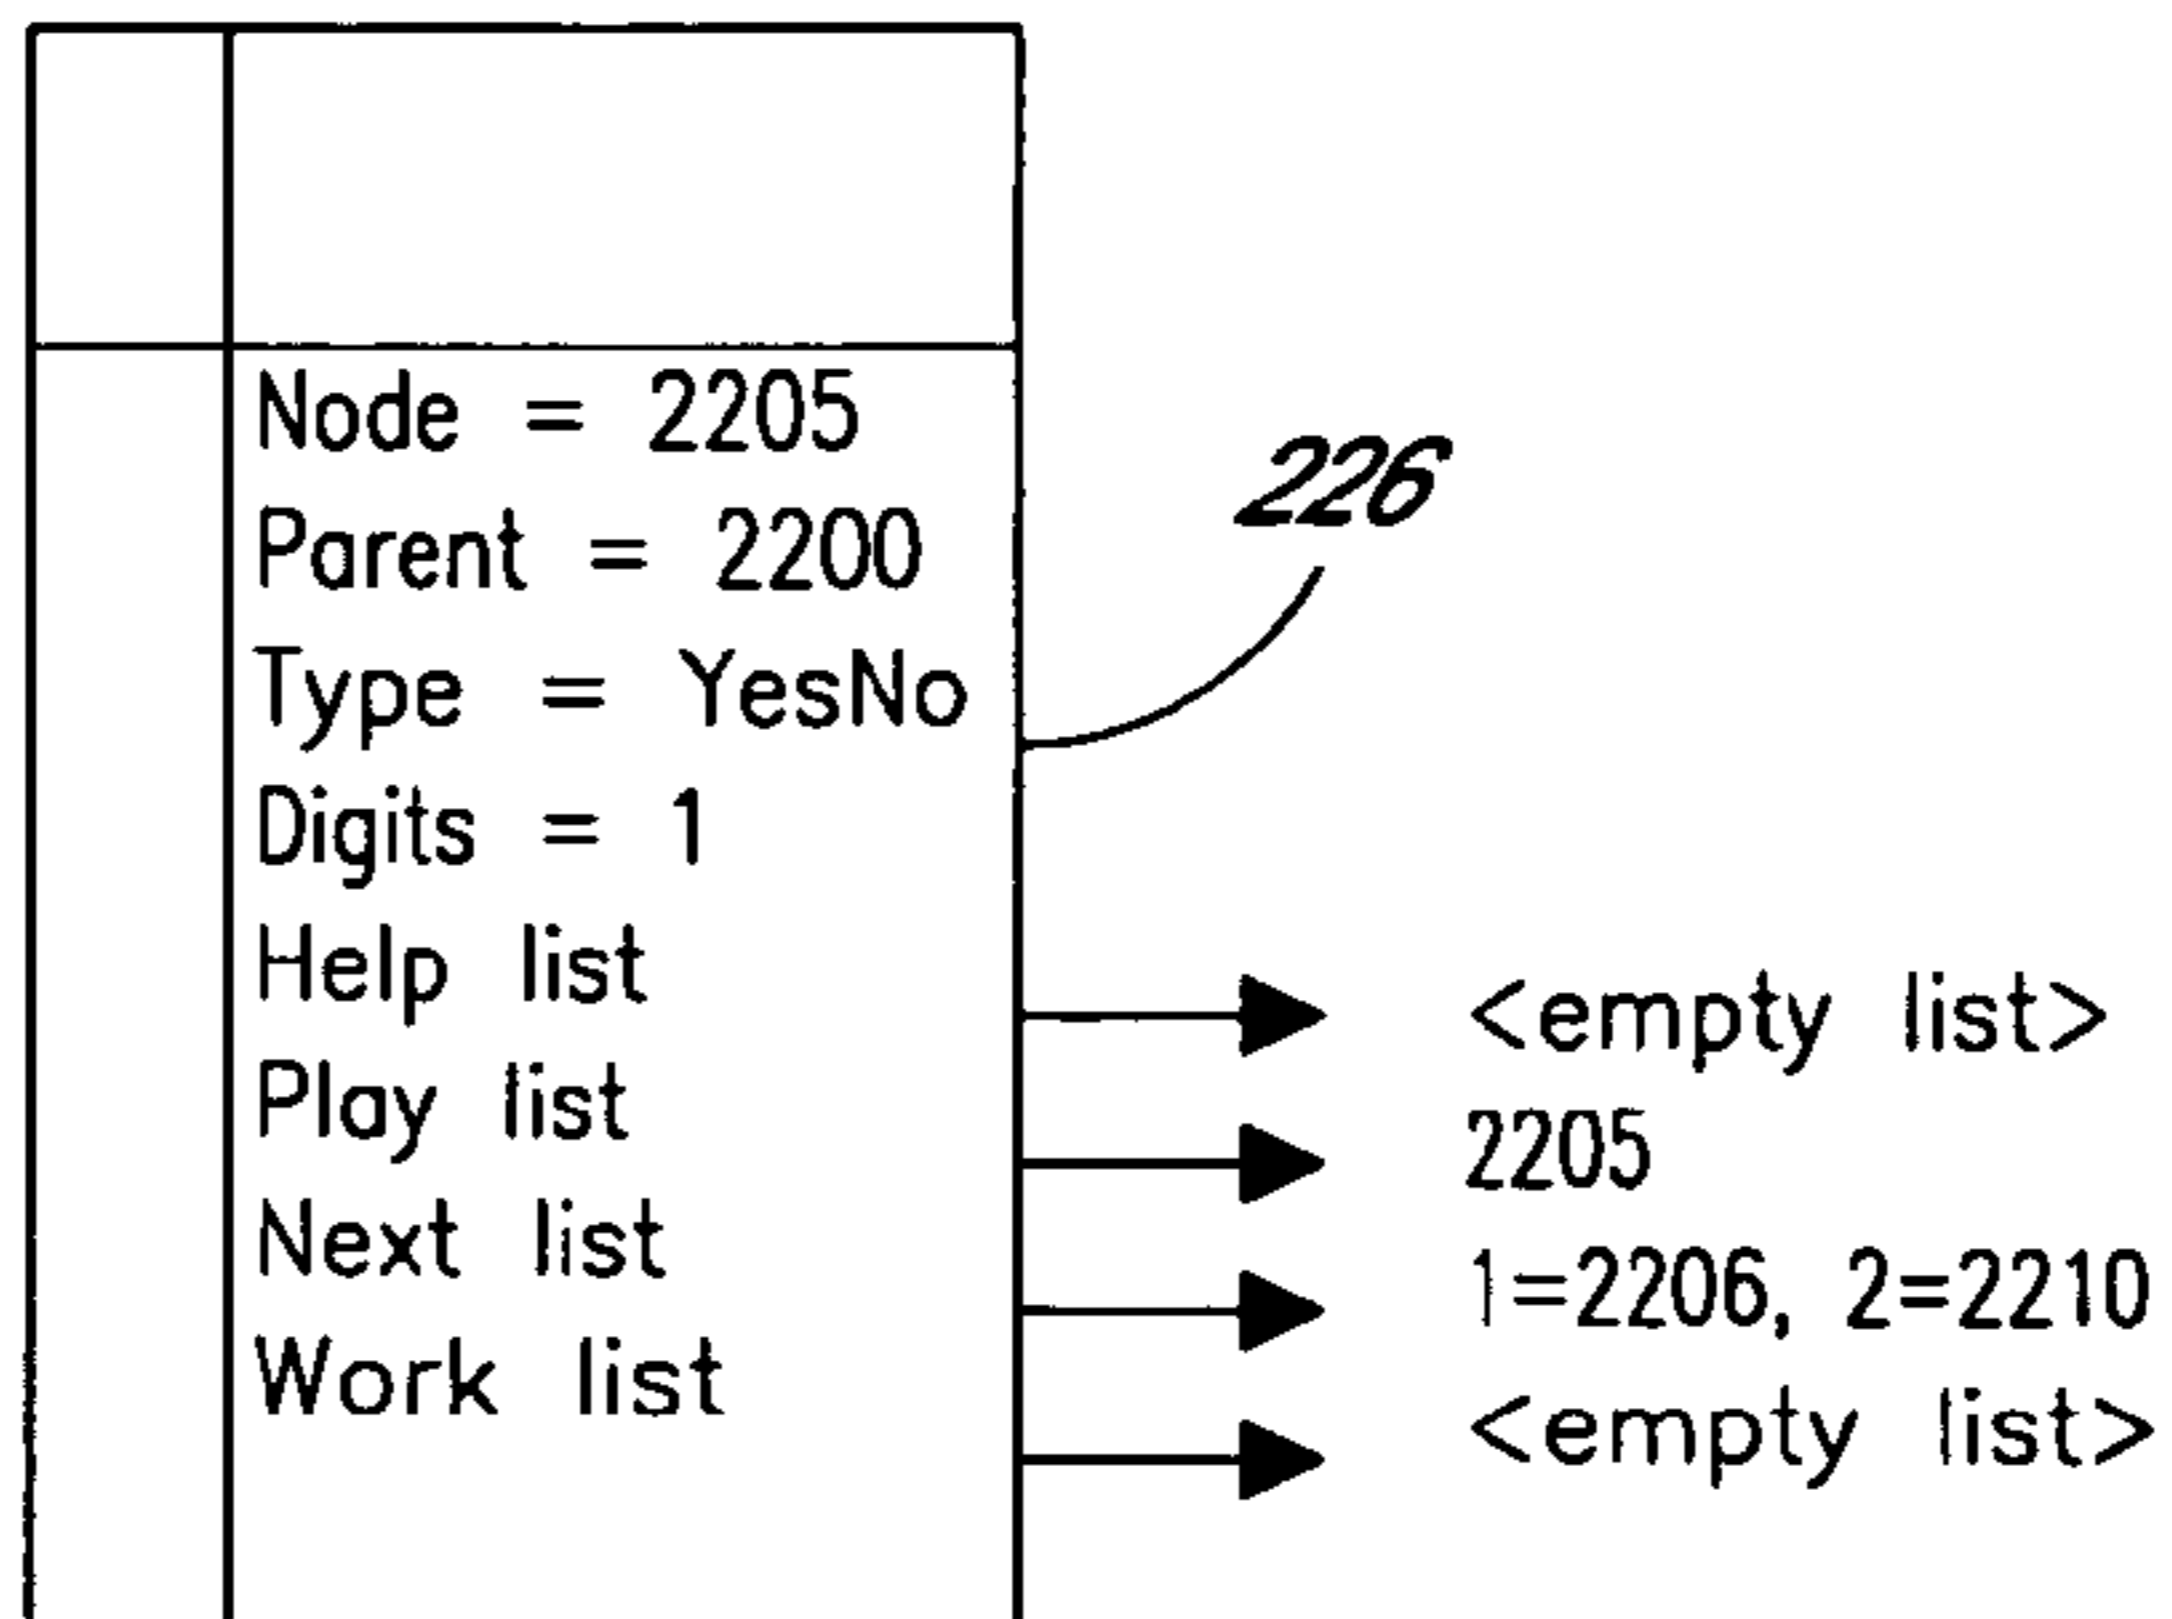 Node = 2205
Parent = 2200
Type = YesNo
Digits = 1
Help list
Play list
Next list
Work list
226
<empty list>
2205
1=2206, 2=2210
<empty list>